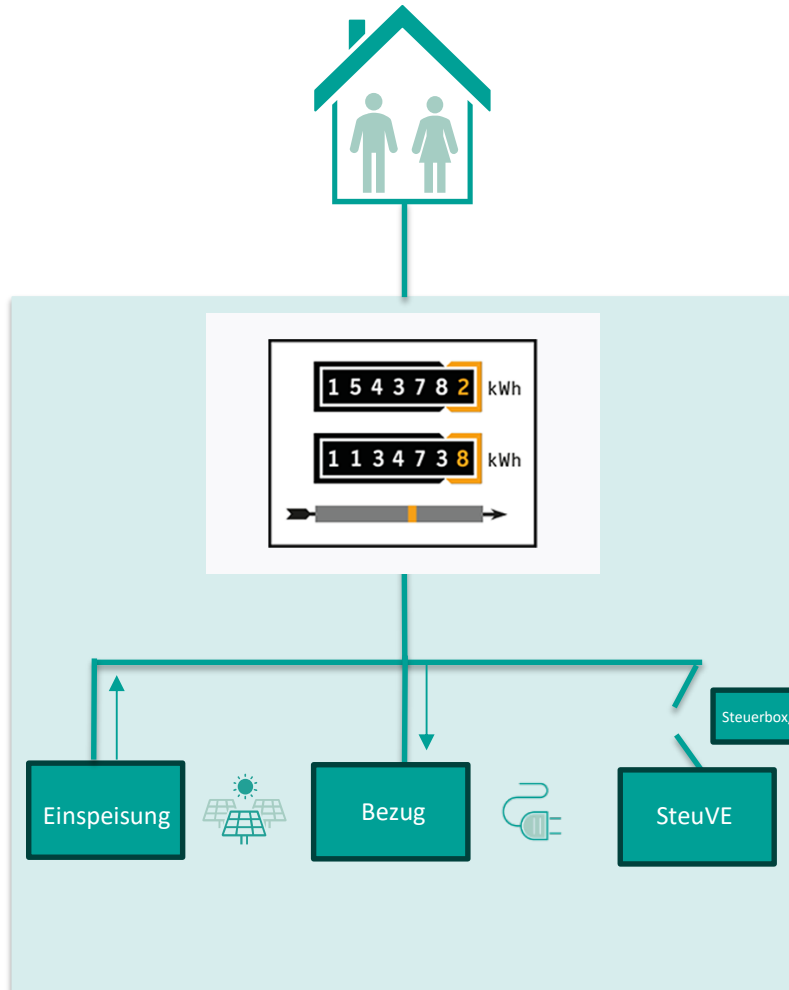 1543782 kWh
1134738 kWh
Steuerbox,
Einspeisung
Bezug
SteuVE